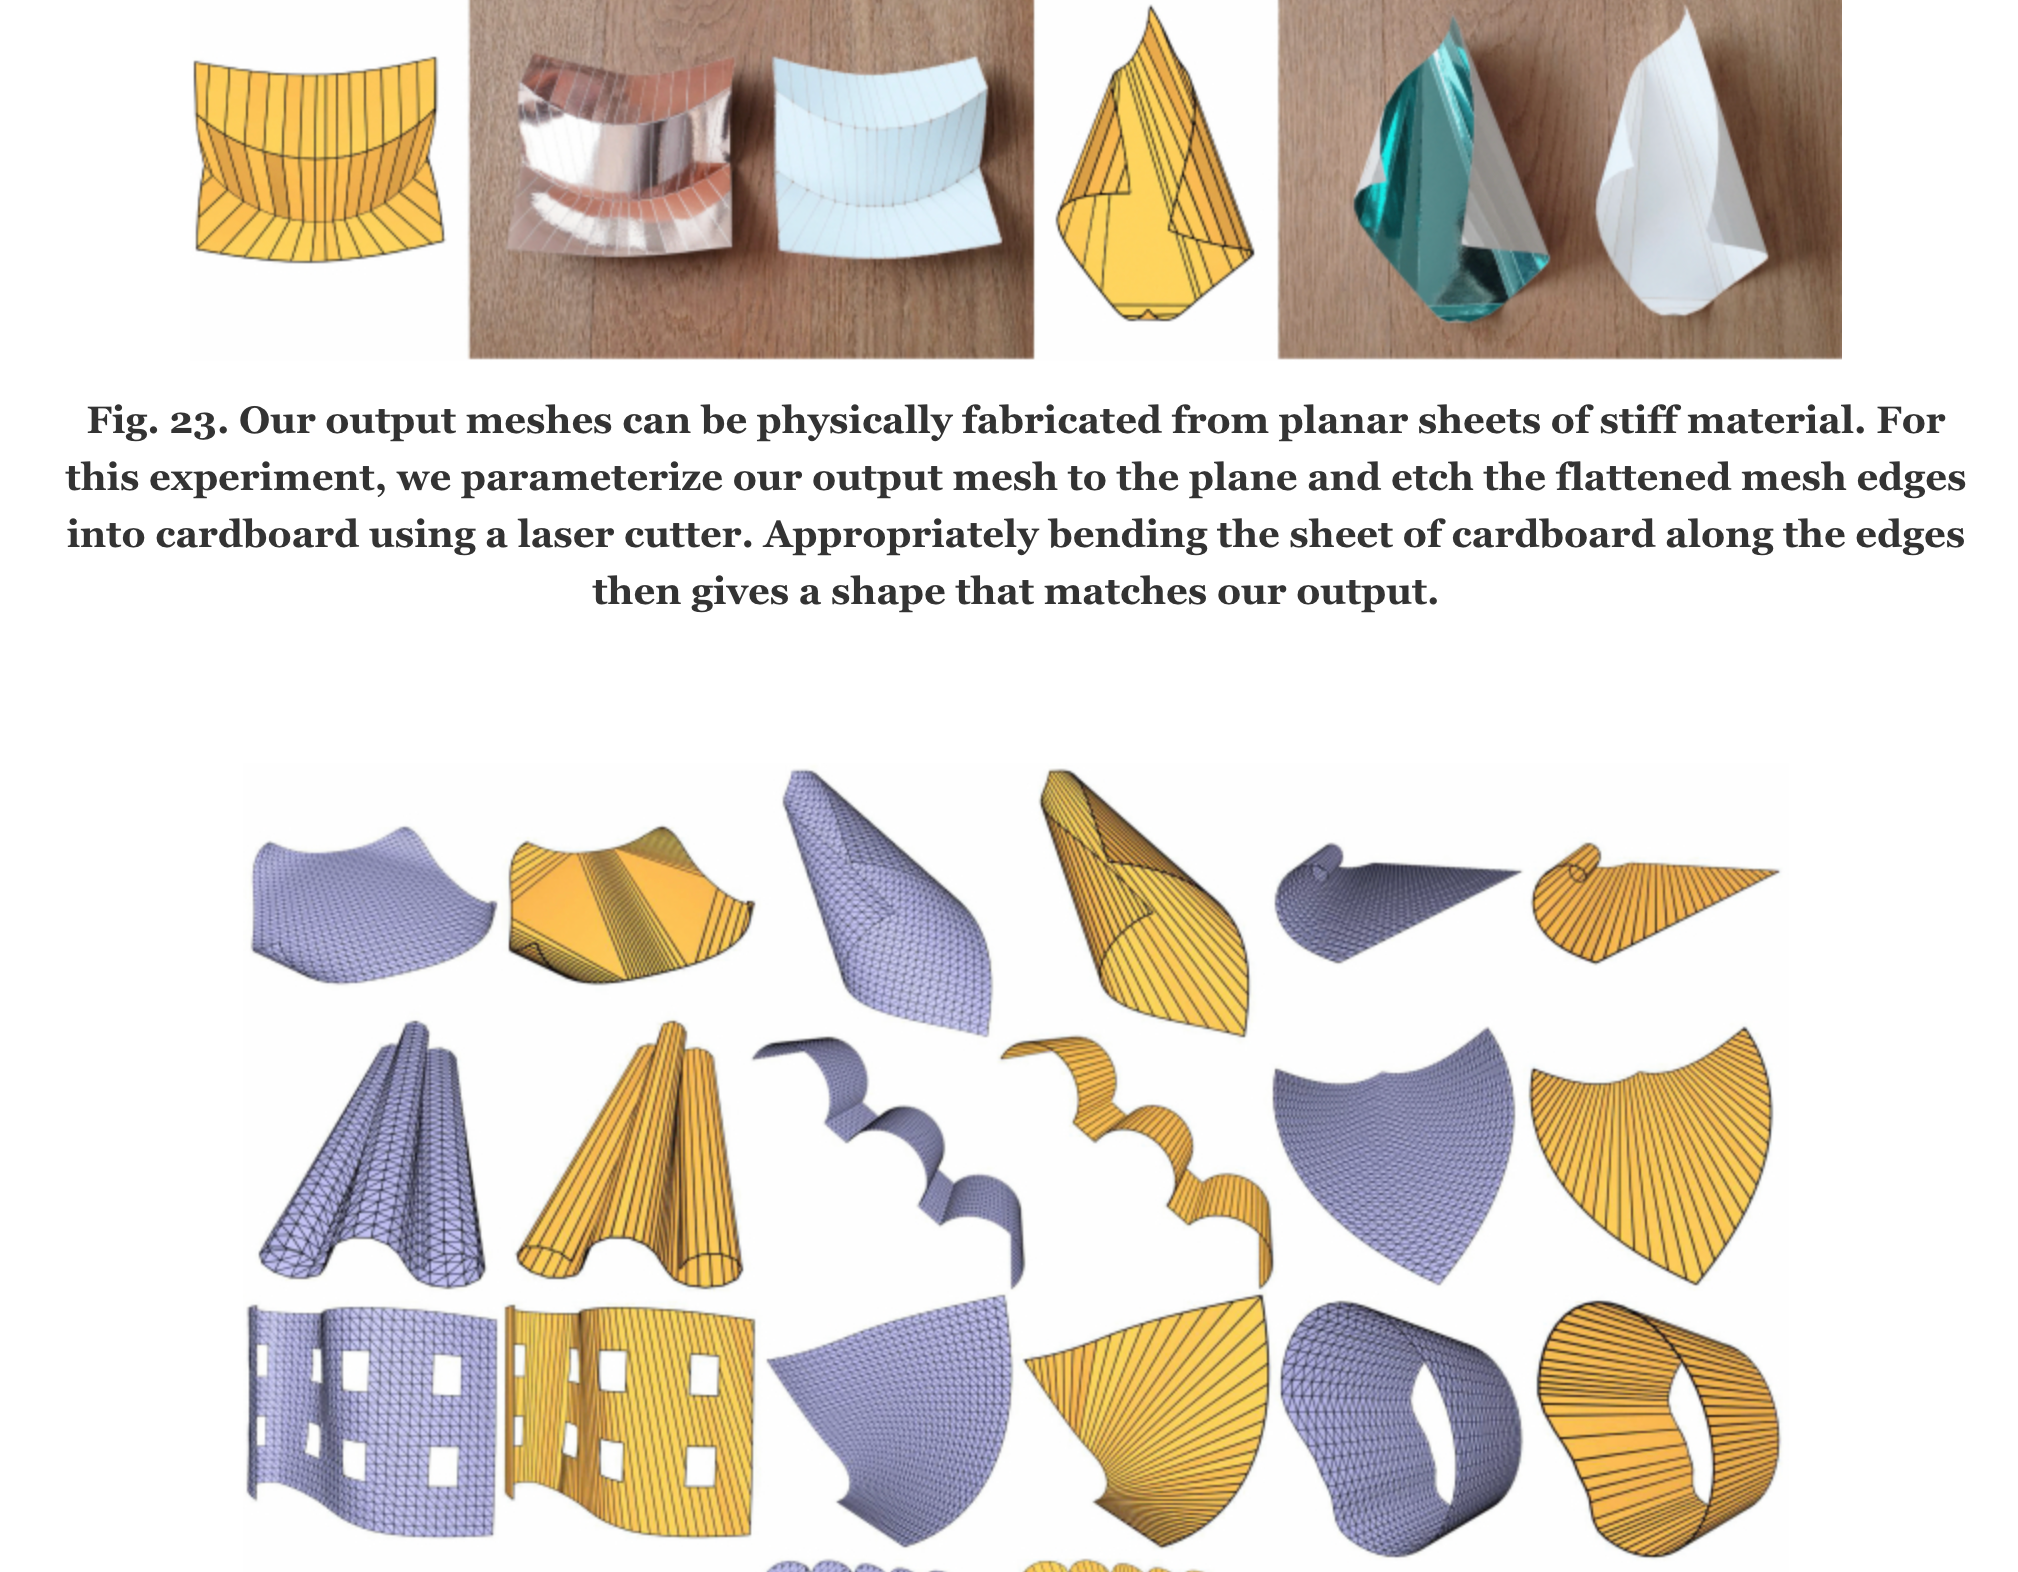 Fig. 23. Our output meshes can be physically fabricated from planar sheets of stiff material. For
this experiment, we parameterize our output mesh to the plane and etch the flattened mesh edges
into cardboard using a laser cutter. Appropriately bending the sheet of cardboard along the edges
then gives a shape that matches our output.